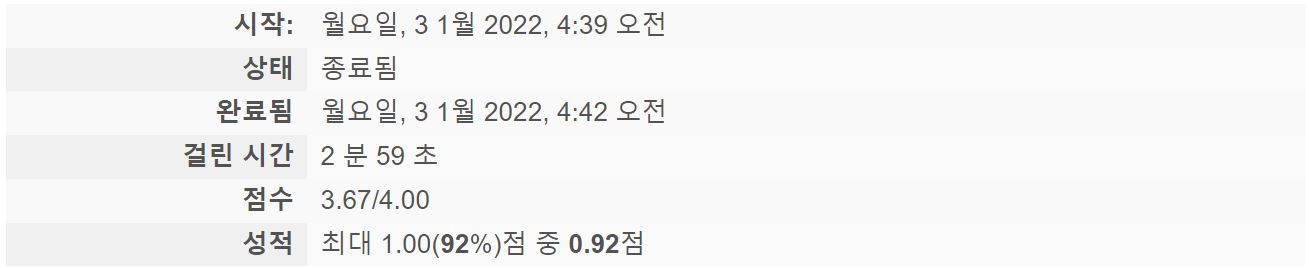 시작: 월요일, 3 1월 2022, 4:39 오전
상태 종료됨
완료됨 월요일, 3 1월 2022, 4:42 오전
걸린 시간 2 분 59 초
점수 3.67/4.00
성적 최대 1.00(92%)점 중 0.92점